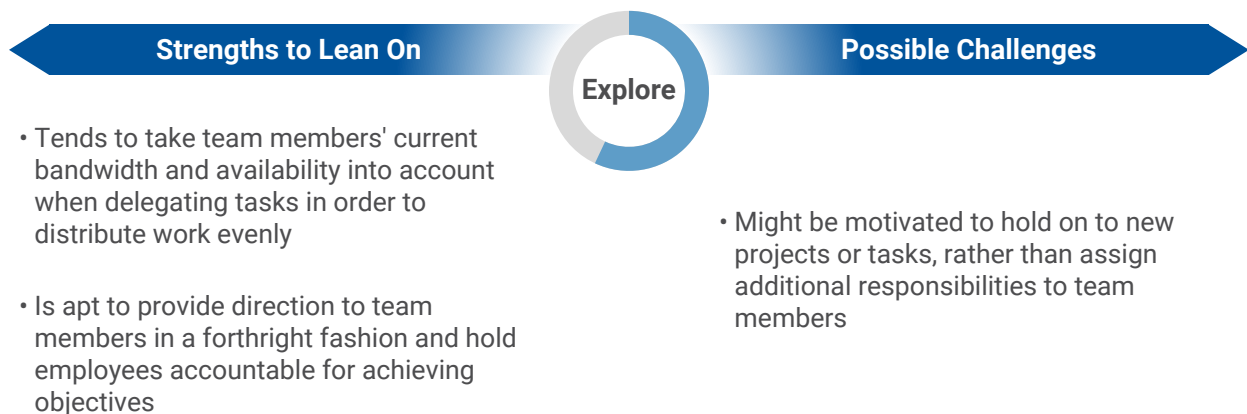 Strengths to Lean On
Explore
Possible Challenges
• Tends to take team members' current
bandwidth and availability into account
when delegating tasks in order to
distribute work evenly
• Is apt to provide direction to team
members in a forthright fashion and hold
employees accountable for achieving
objectives
• Might be motivated to hold on to new
projects or tasks, rather than assign
additional responsibilities to team
members